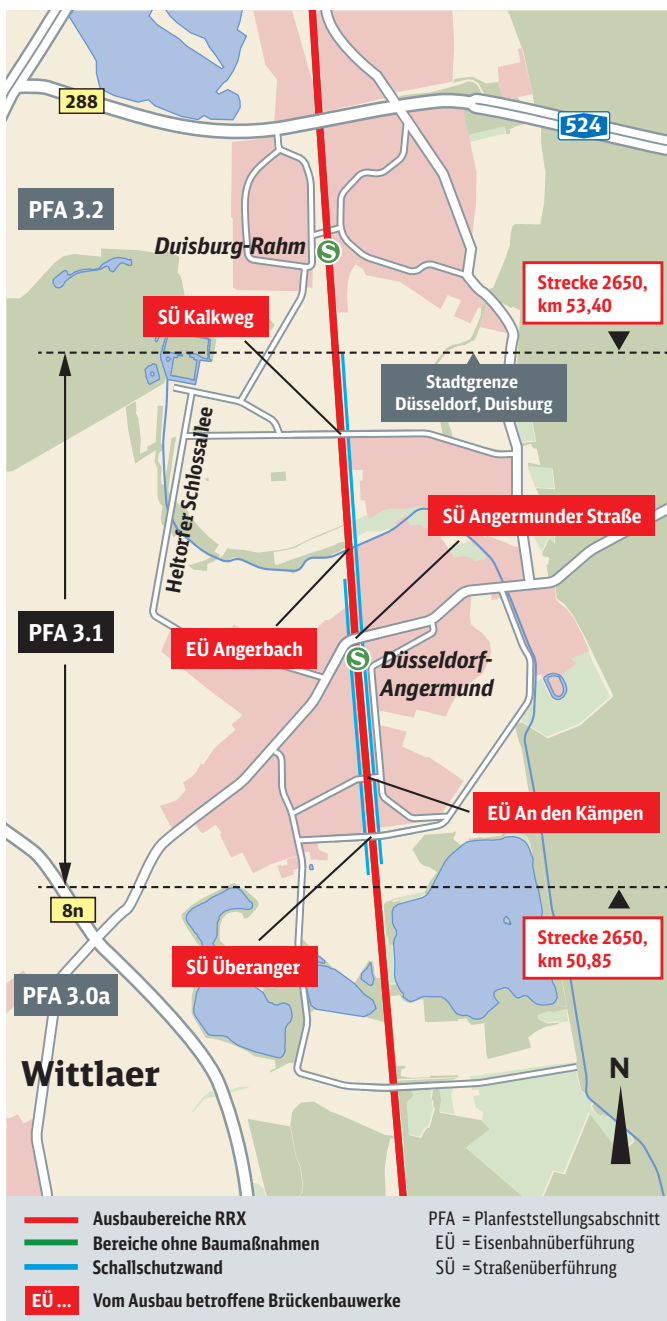 288
524
PFA 3.2
Duisburg-Rahm
S
Strecke 2650,
km 53,40
SÜ Kalkweg
Stadtgrenze
Düsseldorf, Duisburg
Heltorfer Schlossallee
SÜ Angermunder Straße
PFA 3.1
EÜ Angerbach
S
Düsseldorf-
Angermund
EÜ An den Kämpen
8n
SÜ Überanger
Strecke 2650,
km 50,85
PFA 3.0a
Wittlaer
N
Ausbaubereiche RRX
Bereiche ohne Baumaßnahmen
Schallschutzwand
EÜ ... Vom Ausbau betroffene Brückenbauwerke
PFA = Planfeststellungsabschnitt
EÜ = Eisenbahnüberführung
SÜ = Straßenüberführung